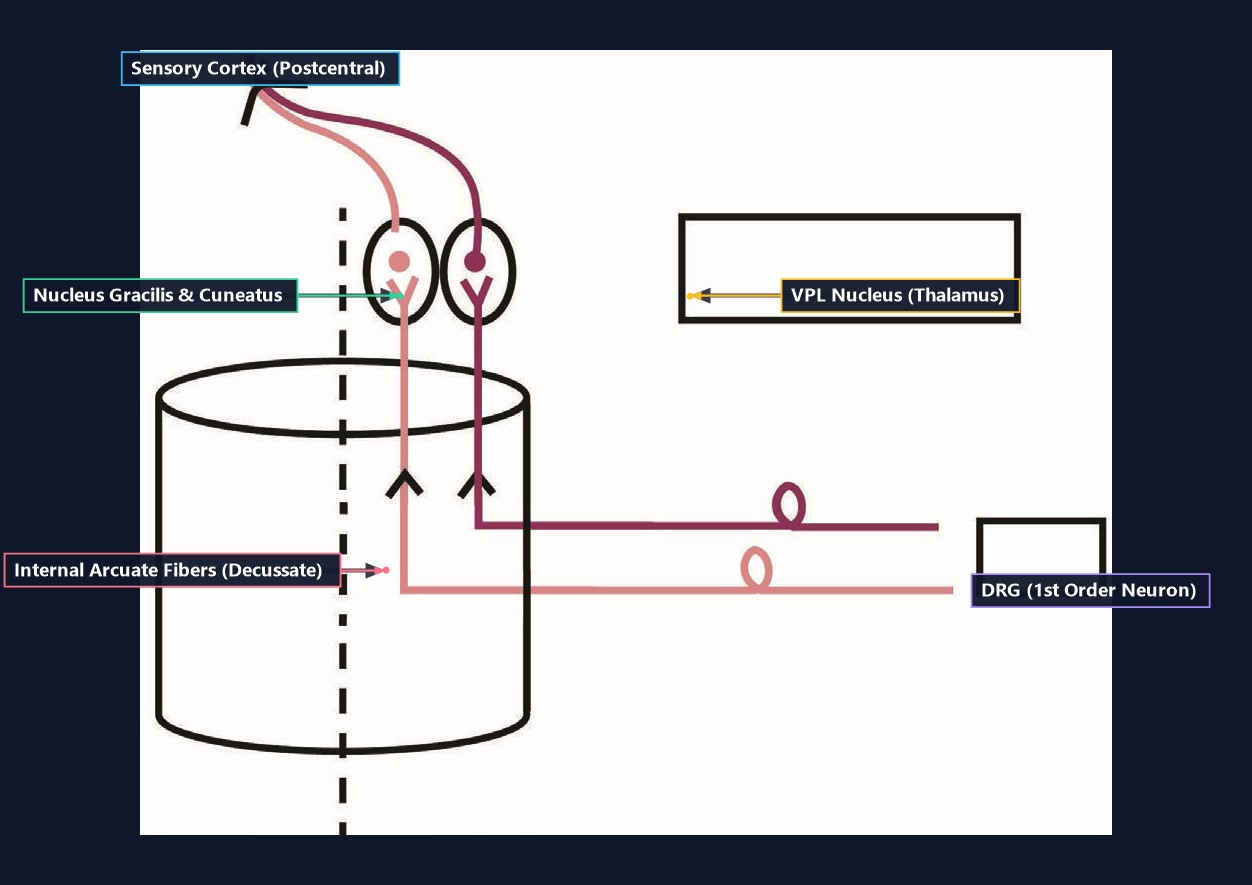 Sensory Cortex (Postcentral)
Nucleus Gracilis & Cuneatus
VPL Nucleus (Thalamus)
Internal Arcuate Fibers (Decussate)
DRG (1st Order Neuron)